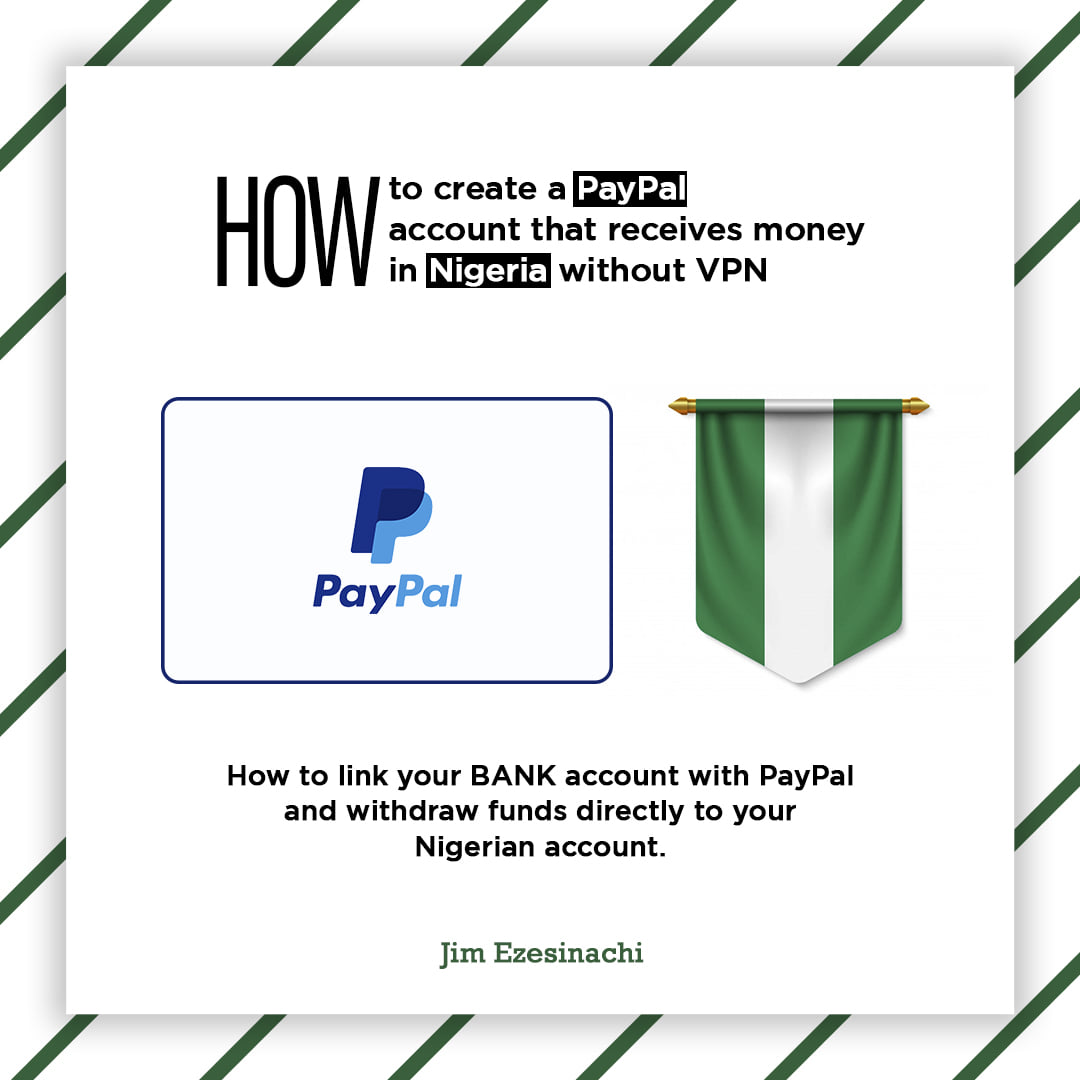 HOW to create a PayPal
account that receives money
in Nigeria without VPN
PayPal
How to link your BANK account with PayPal
and withdraw funds directly to your
Nigerian account.
Jim Ezesinachi